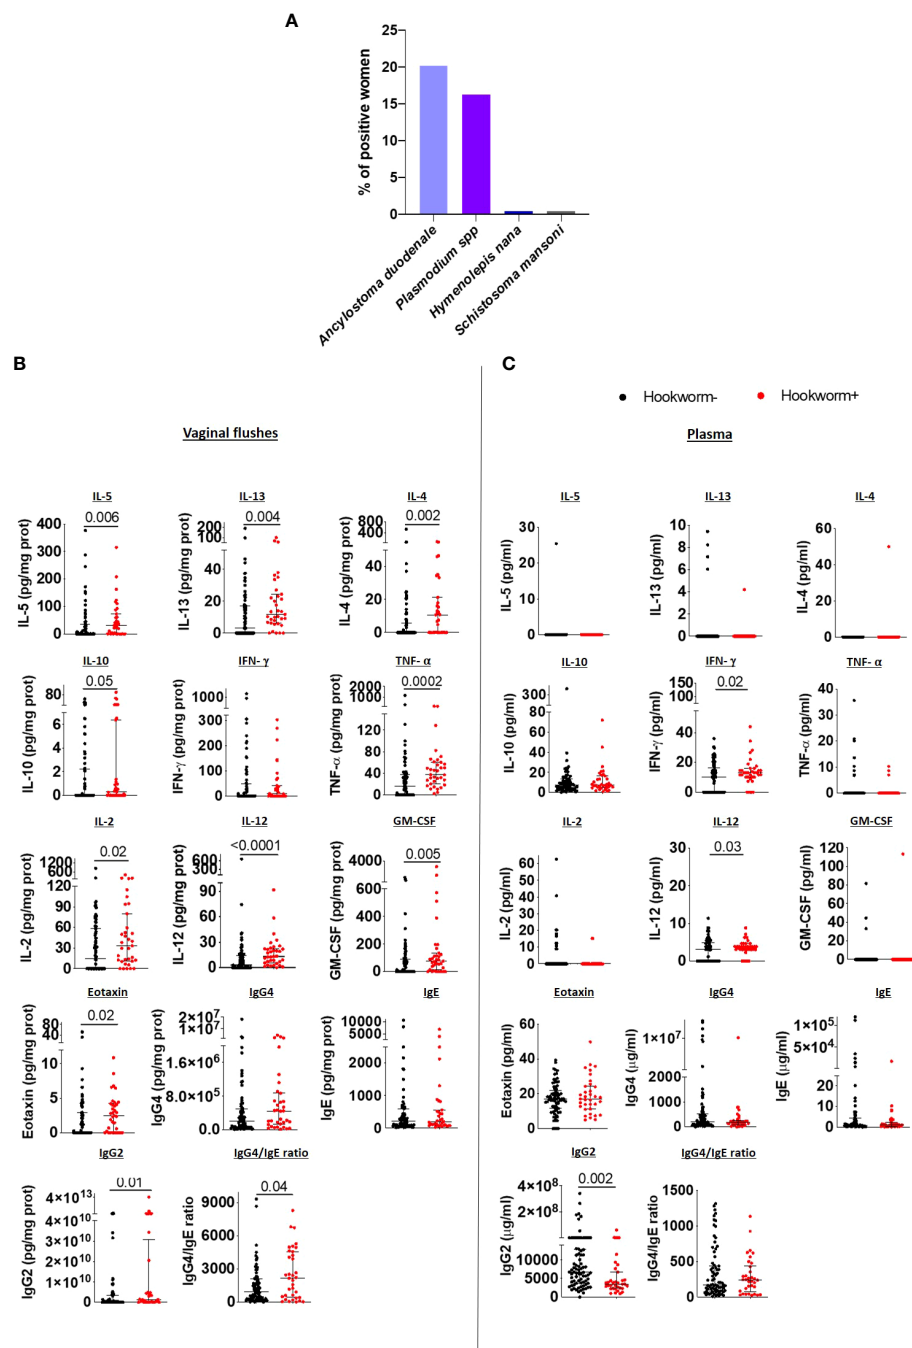 A
% of positive women
25
20
15
10
5
0
Ancylostoma duodenale
Plasmodium spp
Hymenolepis nana
Schistosoma mansoni
B
Vaginal flushes
IL-5
IL-5 (pg/mg prot)
400
300
200
100
0
0.006
IL-13
IL-13 (pg/mg prot)
200
100
40
20
0
0.004
IL-4
IL-4 (pg/mg prot)
800
400
40
20
0
0.002
IL-10
IL-10 (pg/mg prot)
80
40
6
4
2
0
0.05
IFN- γ
IFN-γ (pg/mg prot)
1000
300
200
100
0
TNF- α
TNF-α (pg/mg prot)
2000
1000
120
80
40
0
0.0002
IL-2
IL-2 (pg/mg prot)
1200
600
120
90
60
30
0
0.02
IL-12
IL-12 (pg/mg prot)
600
400
200
90
60
30
0
<0.0001
GM-CSF
GM-CSF (pg/mg prot)
4000
800
600
400
200
0
0.005
Eotaxin
Eotaxin (pg/mg prot)
80
40
15
10
5
0
0.02
IgG4
IgG4 (pg/mg prot)
2×10⁷
1×10⁷
1.6×10⁶
8.0×10⁵
0.0
IgE
IgE (pg/mg prot)
10000
5000
2000
1000
0
IgG2
IgG2 (pg/mg prot)
4×10¹³
4×10¹⁰
3×10¹⁰
2×10¹⁰
1×10¹⁰
0
0.01
IgG4/IgE ratio
IgG4/IgE ratio
9000
6000
3000
0
0.04
C
Hookworm-
Hookworm+
Plasma
IL-5
IL-5 (pg/ml)
30
20
10
0
IL-13
IL-13 (pg/ml)
10
8
6
4
2
0
IL-4
IL-4 (pg/ml)
60
40
20
0
IL-10
IL-10 (pg/ml)
300
80
60
40
20
0
IFN- γ
IFN-γ (pg/ml)
150
100
40
20
0
0.02
TNF- α
TNF-α (pg/ml)
40
30
20
10
0
IL-2
IL-2 (pg/ml)
80
60
40
20
0
IL-12
IL-12 (pg/ml)
30
20
10
0
0.03
GM-CSF
GM-CSF (pg/ml)
120
100
80
60
40
20
0
Eotaxin
Eotaxin (pg/ml)
60
40
20
0
IgG4
IgG4 (µg/ml)
1×10⁷
2000
1000
0
IgE
IgE (µg/ml)
1×10⁵
5×10⁴
20
10
0
IgG2
IgG2 (µg/ml)
4×10⁸
2×10⁸
10000
5000
0
0.002
IgG4/IgE ratio
IgG4/IgE ratio
1500
1000
500
0